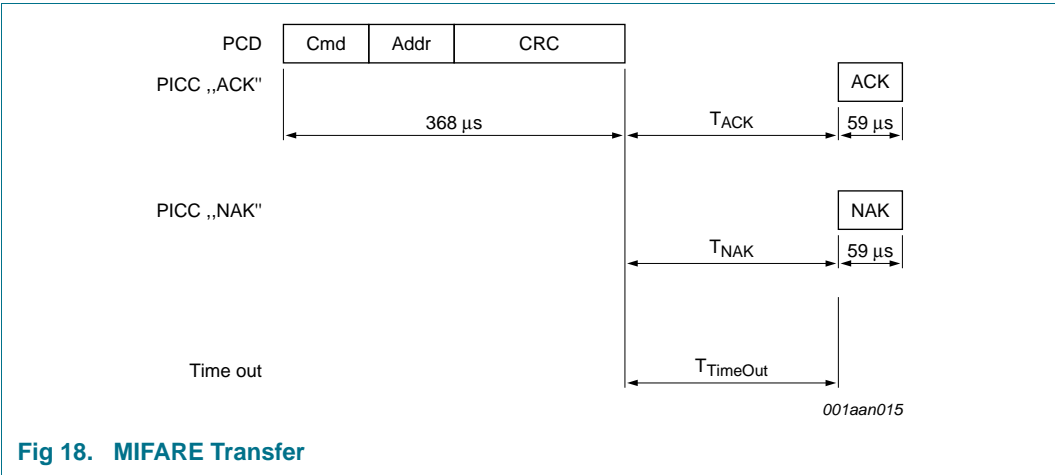 PCD Cmd Addr CRC
PICC ,,ACK" ACK
368 μs TACK 59 μs
PICC ,,NAK" NAK
TNAK 59 μs
Time out TTimeOut
001aan015
Fig 18. MIFARE Transfer